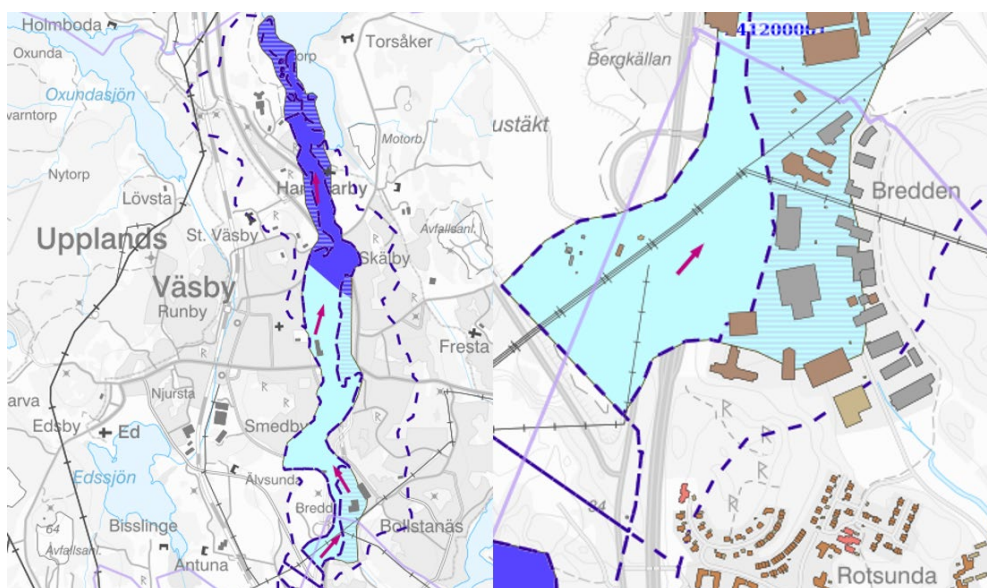 Holmboda
Oxunda
Torsåker
torp
Oxundasjön
varntorp
Motorb.
Nytorp
Lövsta
Avfallsanl.
St. Väsby
Upplands
Skälby
Väsby
Runby
Fresta
Njursta
arva
Edsby
Ed
Smedby
Edssjön
Älvsunda
Bredd
Bisslinge
Bollstanäs
64
Avfallsanl.
Antuna
Bergkällan
ustäkt
Bredden
R
R
R
R
84
Rotsunda